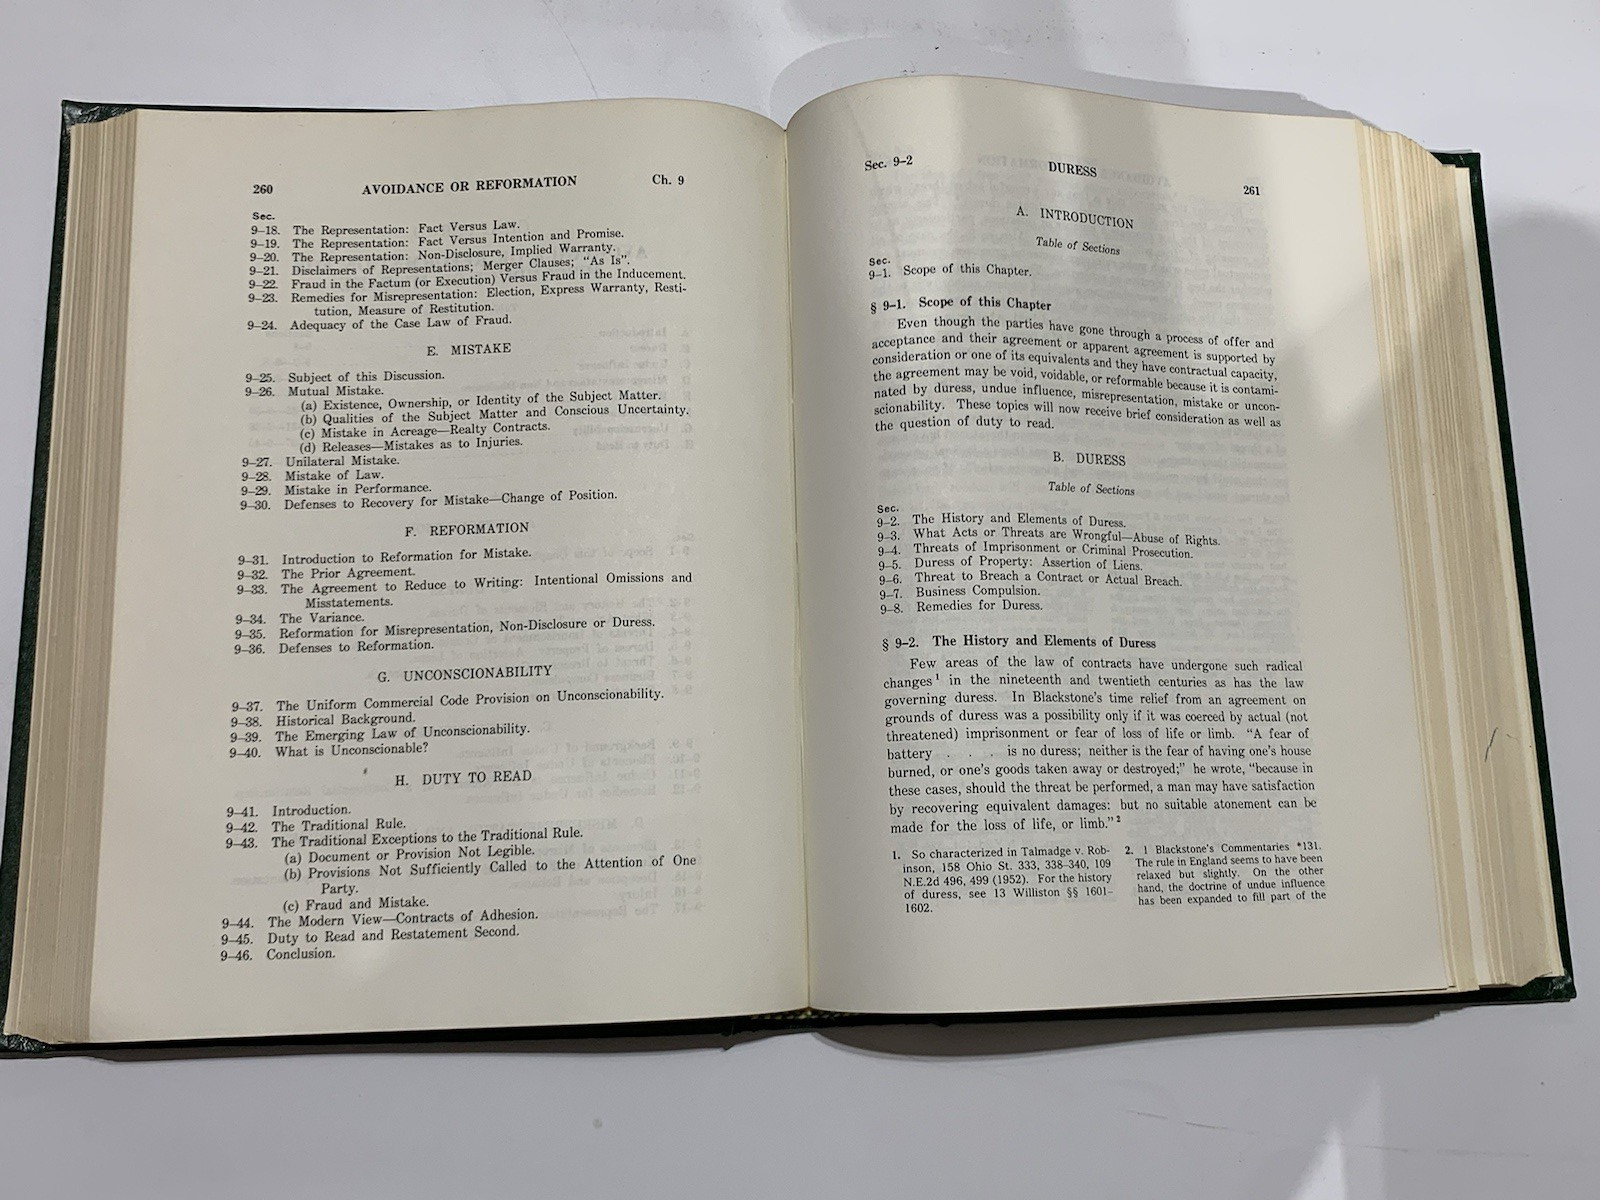 260 AVOIDANCE OR REFORMATION Ch. 9
Sec.
9–18. The Representation: Fact Versus Law.
9–19. The Representation: Fact Versus Intention and Promise.
9–20. The Representation: Non-Disclosure, Implied Warranty.
9–21. Disclaimers of Representations; Merger Clauses; “As Is”.
9–22. Fraud in the Factum (or Execution) Versus Fraud in the Inducement.
9–23. Remedies for Misrepresentation: Election, Express Warranty, Resti-
tution, Measure of Restitution.
9–24. Adequacy of the Case Law of Fraud.
E. MISTAKE
9–25. Subject of this Discussion.
9–26. Mutual Mistake.
(a) Existence, Ownership, or Identity of the Subject Matter.
(b) Qualities of the Subject Matter and Conscious Uncertainty.
(c) Mistake in Acreage—Realty Contracts.
(d) Releases—Mistakes as to Injuries.
9–27. Unilateral Mistake.
9–28. Mistake of Law.
9–29. Mistake in Performance.
9–30. Defenses to Recovery for Mistake—Change of Position.
F. REFORMATION
9–31. Introduction to Reformation for Mistake.
9–32. The Prior Agreement.
9–33. The Agreement to Reduce to Writing: Intentional Omissions and
Misstatements.
9–34. The Variance.
9–35. Reformation for Misrepresentation, Non-Disclosure or Duress.
9–36. Defenses to Reformation.
G. UNCONSCIONABILITY
9–37. The Uniform Commercial Code Provision on Unconscionability.
9–38. Historical Background.
9–39. The Emerging Law of Unconscionability.
9–40. What is Unconscionable?
H. DUTY TO READ
9–41. Introduction.
9–42. The Traditional Rule.
9–43. The Traditional Exceptions to the Traditional Rule.
(a) Document or Provision Not Legible.
(b) Provisions Not Sufficiently Called to the Attention of One
Party.
(c) Fraud and Mistake.
9–44. The Modern View—Contracts of Adhesion.
9–45. Duty to Read and Restatement Second.
9–46. Conclusion.
Sec. 9–2 DURESS 261
A. INTRODUCTION
Table of Sections
Sec.
9–1. Scope of this Chapter.
§ 9–1. Scope of this Chapter
Even though the parties have gone through a process of offer and
acceptance and their agreement or apparent agreement is supported by
consideration or one of its equivalents and they have contractual capacity,
the agreement may be void, voidable, or reformable because it is contami-
nated by duress, undue influence, misrepresentation, mistake or uncon-
scionability. These topics will now receive brief consideration as well as
the question of duty to read.
B. DURESS
Table of Sections
Sec.
9–2. The History and Elements of Duress.
9–3. What Acts or Threats are Wrongful—Abuse of Rights.
9–4. Threats of Imprisonment or Criminal Prosecution.
9–5. Duress of Property: Assertion of Liens.
9–6. Threat to Breach a Contract or Actual Breach.
9–7. Business Compulsion.
9–8. Remedies for Duress.
§ 9–2. The History and Elements of Duress
Few areas of the law of contracts have undergone such radical
changes 1 in the nineteenth and twentieth centuries as has the law
governing duress. In Blackstone’s time relief from an agreement on
grounds of duress was a possibility only if it was coerced by actual (not
threatened) imprisonment or fear of loss of life or limb. “A fear of
battery . . . is no duress; neither is the fear of having one’s house
burned, or one’s goods taken away or destroyed;” he wrote, “because in
these cases, should the threat be performed, a man may have satisfaction
by recovering equivalent damages: but no suitable atonement can be
made for the loss of life, or limb.” 2
1. So characterized in Talmadge v. Rob-
inson, 158 Ohio St. 333, 338–340, 109
N.E.2d 496, 499 (1952). For the history
of duress, see 13 Williston §§ 1601–
1602.
2. 1 Blackstone’s Commentaries *131.
The rule in England seems to have been
relaxed but slightly. On the other
hand, the doctrine of undue influence
has been expanded to fill part of the